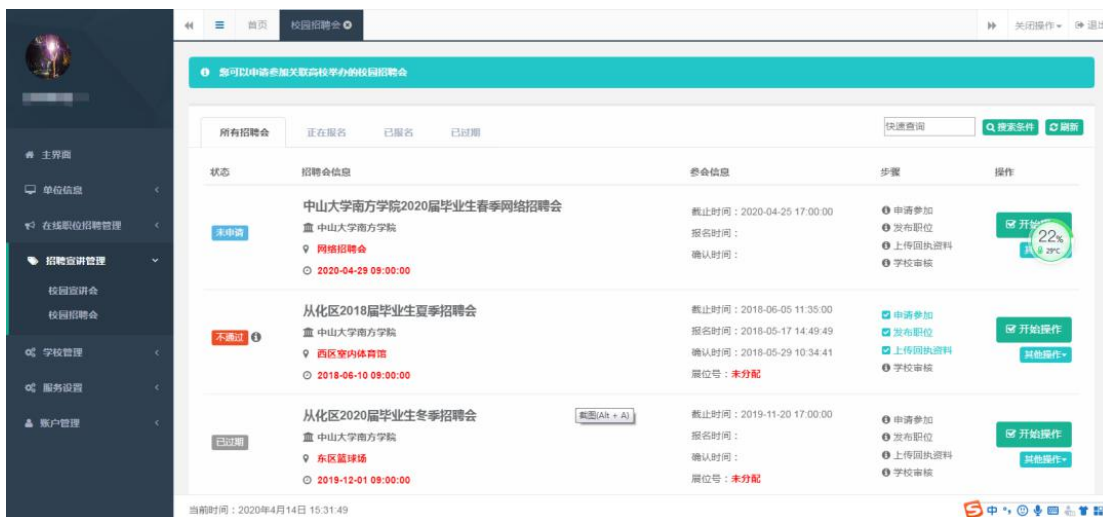 首页
校园招聘会
关闭操作
退出
您可以申请参加关联高校举办的校园招聘会
主界面
单位信息
在线职位招聘管理
招聘宣讲管理
校园宣讲会
校园招聘会
学校管理
服务设置
账户管理
所有招聘会
正在报名
已报名
已过期
快速查询
搜索条件
刷新
状态
招聘会信息
参会信息
步骤
操作
未申请
中山大学南方学院2020届毕业生春季网络招聘会
中山大学南方学院
网络招聘会
2020-04-29 09:00:00
截止时间：2020-04-25 17:00:00
报名时间：
确认时间：
申请参加
发布职位
上传回执资料
学校审核
开始
22%
29℃
不通过
从化区2018届毕业生夏季招聘会
中山大学南方学院
西区室内体育馆
2018-06-10 09:00:00
截止时间：2018-06-05 11:35:00
报名时间：2018-05-17 14:49:49
确认时间：2018-05-29 10:34:41
展位号：未分配
申请参加
发布职位
上传回执资料
学校审核
开始操作
其他操作
已过期
从化区2020届毕业生冬季招聘会
中山大学南方学院
东区篮球场
2019-12-01 09:00:00
截图(Alt + A)
截止时间：2019-11-20 17:00:00
报名时间：
确认时间：
展位号：未分配
申请参加
发布职位
上传回执资料
学校审核
开始操作
其他操作
当前时间：2020年4月14日 15:31:49
中